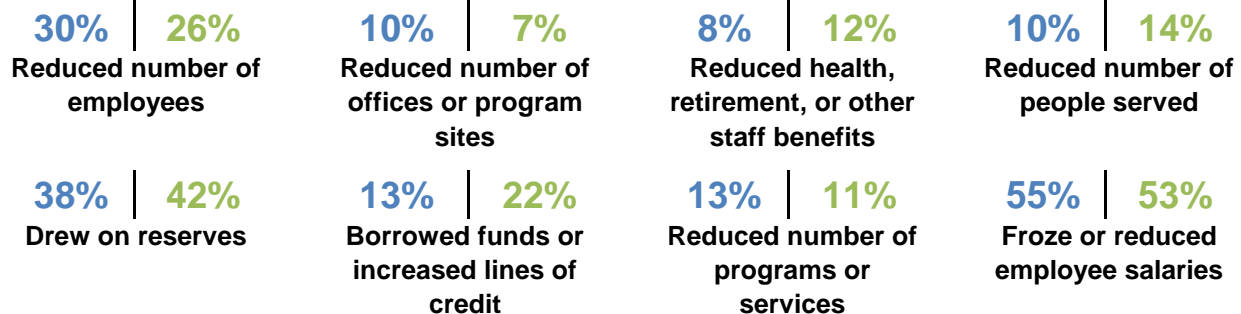 30% 26%
Reduced number of
employees
10% 7%
Reduced number of
offices or program
sites
8% 12%
Reduced health,
retirement, or other
staff benefits
10% 14%
Reduced number of
people served
38% 42%
Drew on reserves
13% 22%
Borrowed funds or
increased lines of
credit
13% 11%
Reduced number of
programs or
services
55% 53%
Froze or reduced
employee salaries